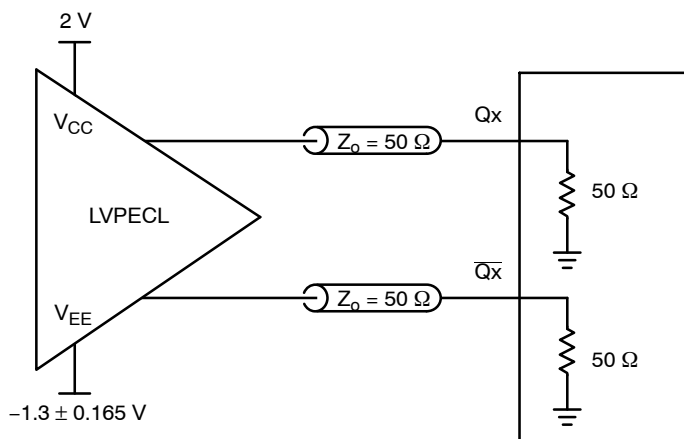 2 V
V_CC
Qx
Z_o = 50 Ω
50 Ω
LVPECL
Q̅x̅
Z_o = 50 Ω
V_EE
50 Ω
−1.3 ± 0.165 V